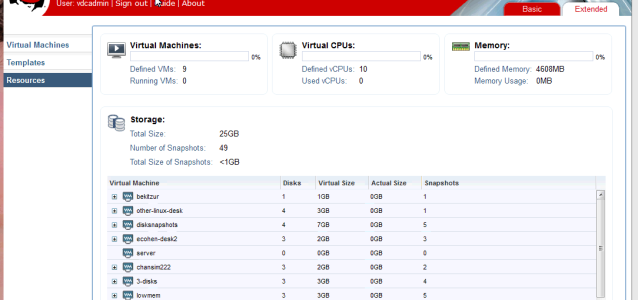 User: vdcadmin | Sign out | Guide | About
Basic Extended
Virtual Machines
Templates
Resources
Virtual Machines:
0%
Defined VMs: 9
Running VMs: 0
Virtual CPUs:
0%
Defined vCPUs: 10
Used vCPUs: 0
Memory:
0%
Defined Memory: 4608MB
Memory Usage: 0MB
Storage:
Total Size: 25GB
Number of Snapshots: 49
Total Size of Snapshots: <1GB
Virtual Machine Disks Virtual Size Actual Size Snapshots
bekitzur 1 1GB 0GB 1
other-linux-desk 4 3GB 0GB 1
disksnapshots 4 7GB 0GB 5
ecohen-desk2 3 2GB 0GB 3
server 0 0GB 0GB 0
chansim222 3 2GB 0GB 2
3-disks 3 3GB 0GB 4
lowmem 3 3GB 0GB 5